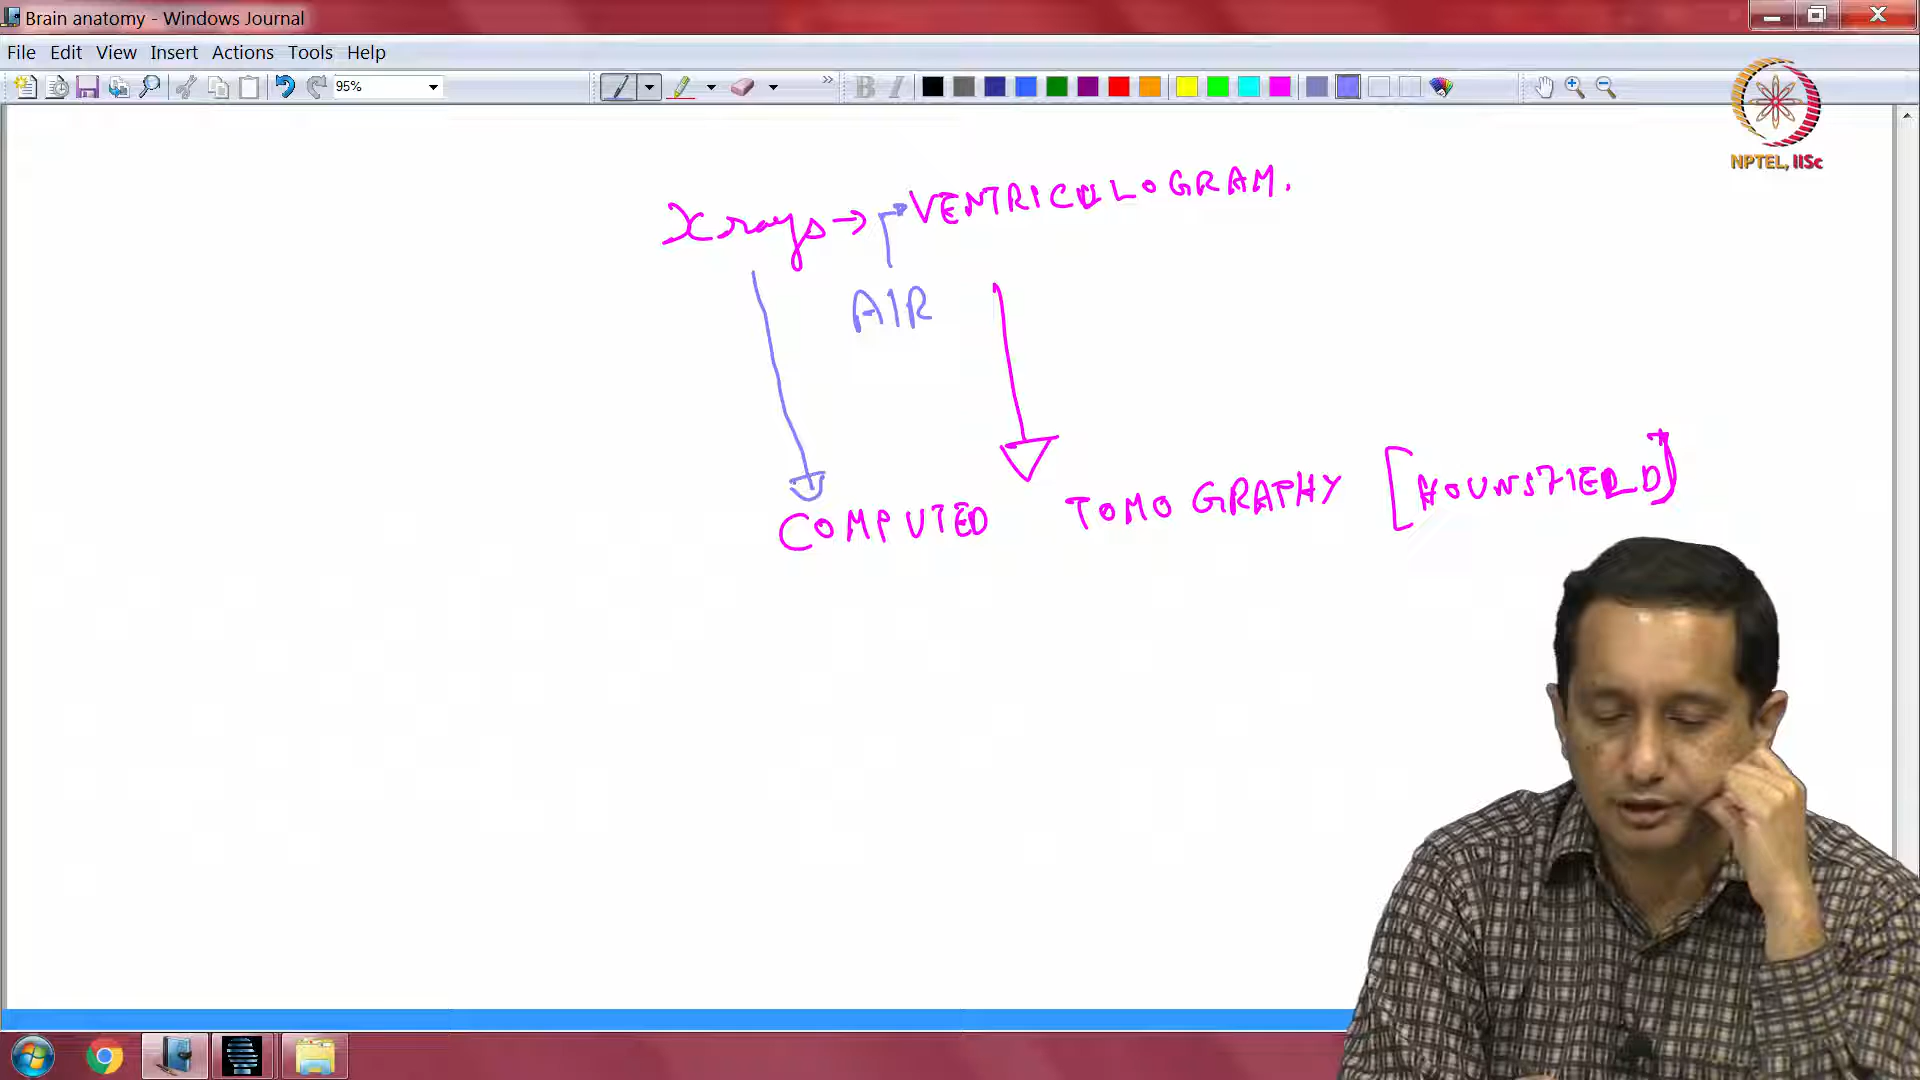 Brain anatomy - Windows Journal
File Edit View Insert Actions Tools Help
95%
B I
NPTEL, IISc
X rays → VENTRICULOGRAM.
AIR
COMPUTED TOMOGRAPHY [HOUNSFIELD]